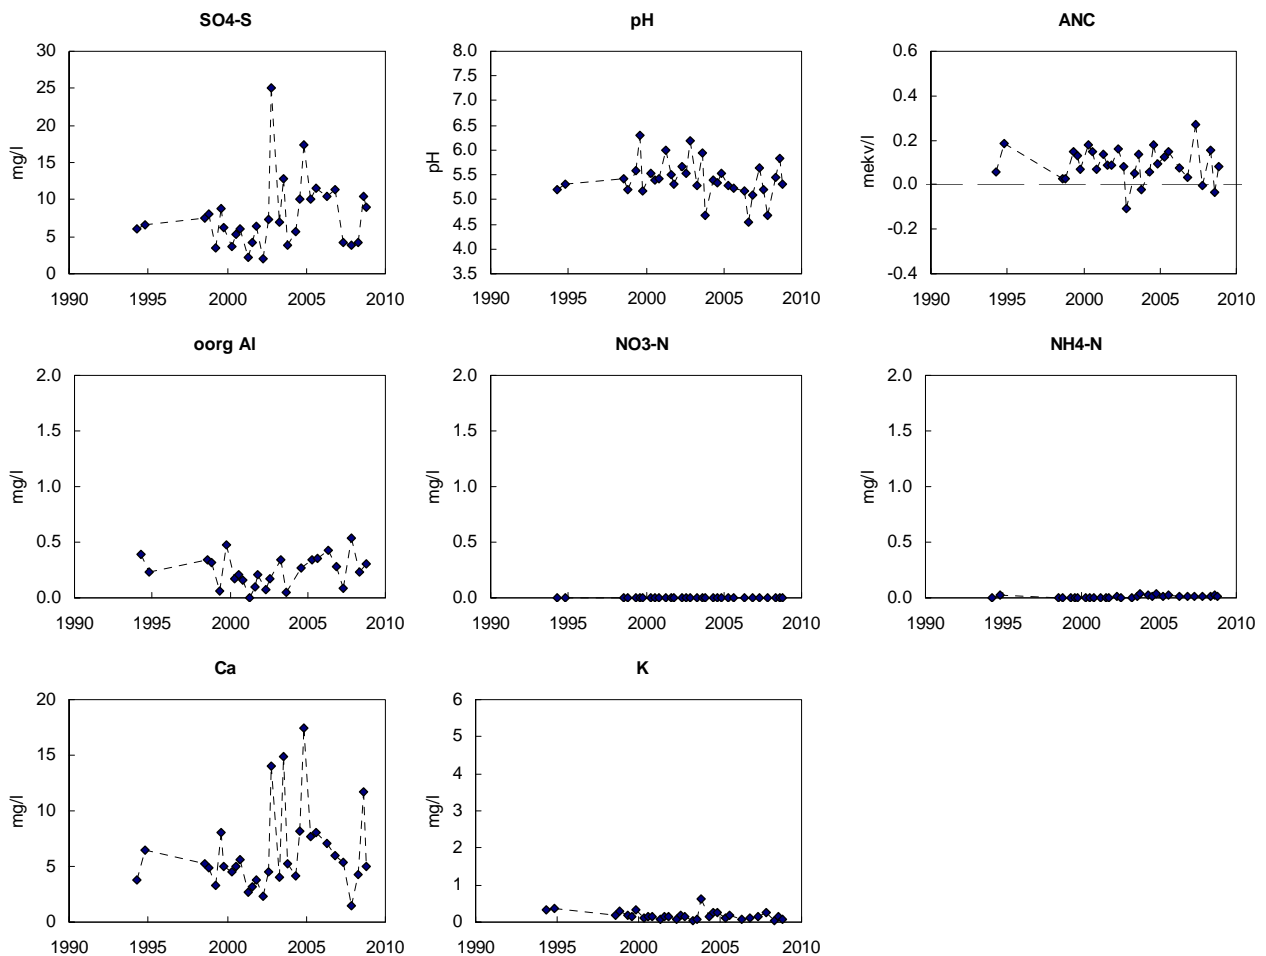 SO4-S
30
25
20
15
10
5
0
mg/l
1990 1995 2000 2005 2010
pH
8.0
7.5
7.0
6.5
6.0
5.5
5.0
4.5
4.0
3.5
pH
1990 1995 2000 2005 2010
ANC
0.6
0.4
0.2
0.0
-0.2
-0.4
mekv/l
1990 1995 2000 2005 2010
oorg Al
2.0
1.5
1.0
0.5
0.0
mg/l
1990 1995 2000 2005 2010
NO3-N
2.0
1.5
1.0
0.5
0.0
mg/l
1990 1995 2000 2005 2010
NH4-N
2.0
1.5
1.0
0.5
0.0
mg/l
1990 1995 2000 2005 2010
Ca
20
15
10
5
0
mg/l
1990 1995 2000 2005 2010
K
6
5
4
3
2
1
0
mg/l
1990 1995 2000 2005 2010